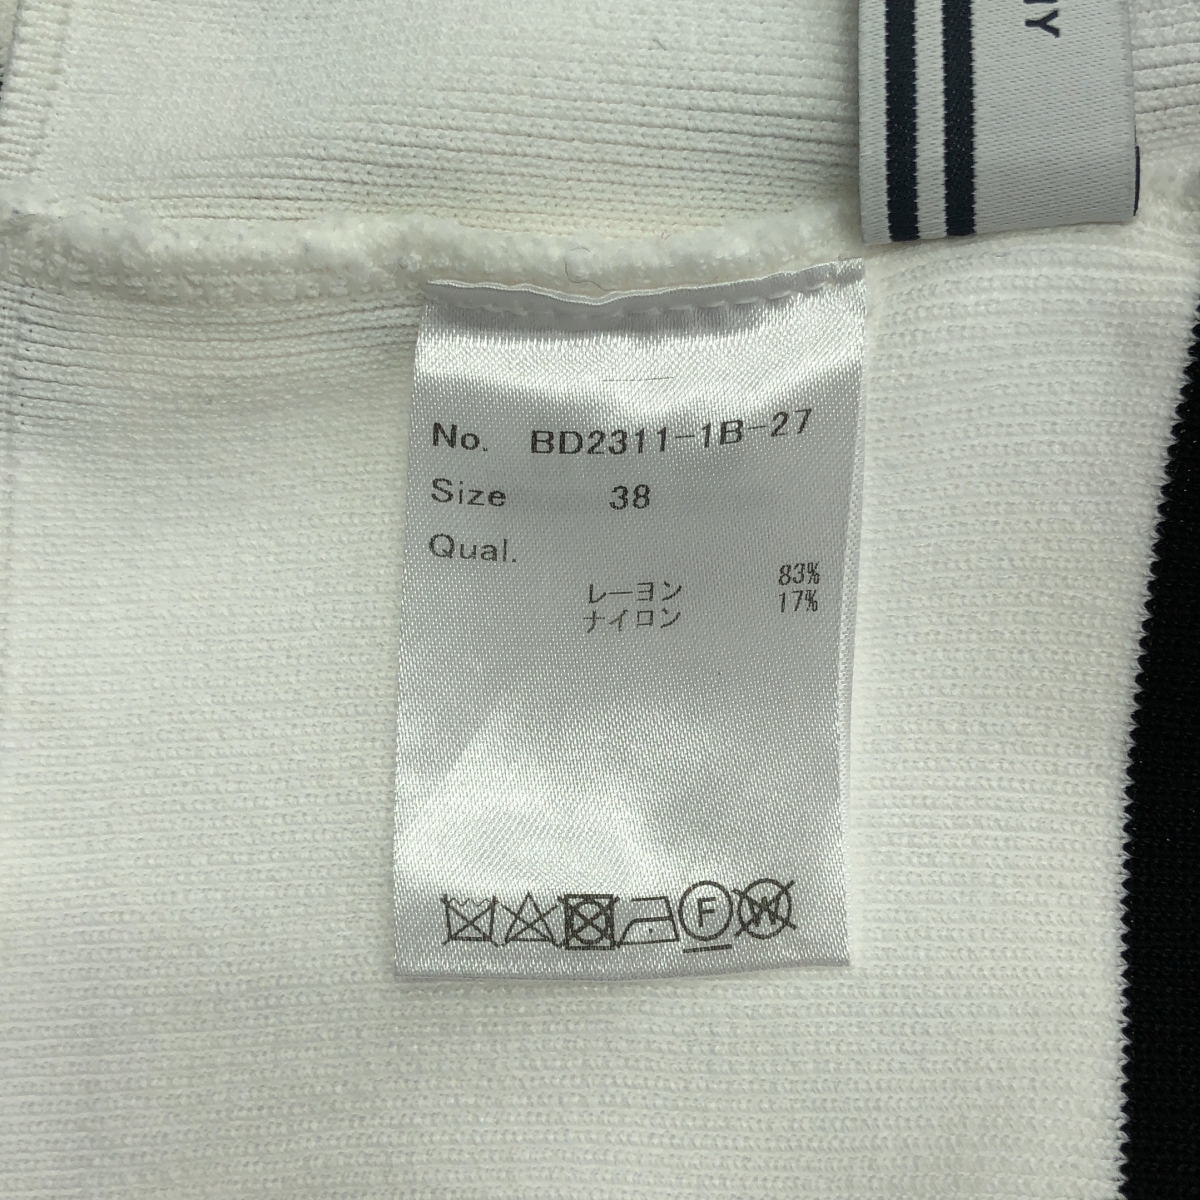 No. BD2311-1B-27
Size 38
Qual.
レーヨン 83%
ナイロン 17%
F W